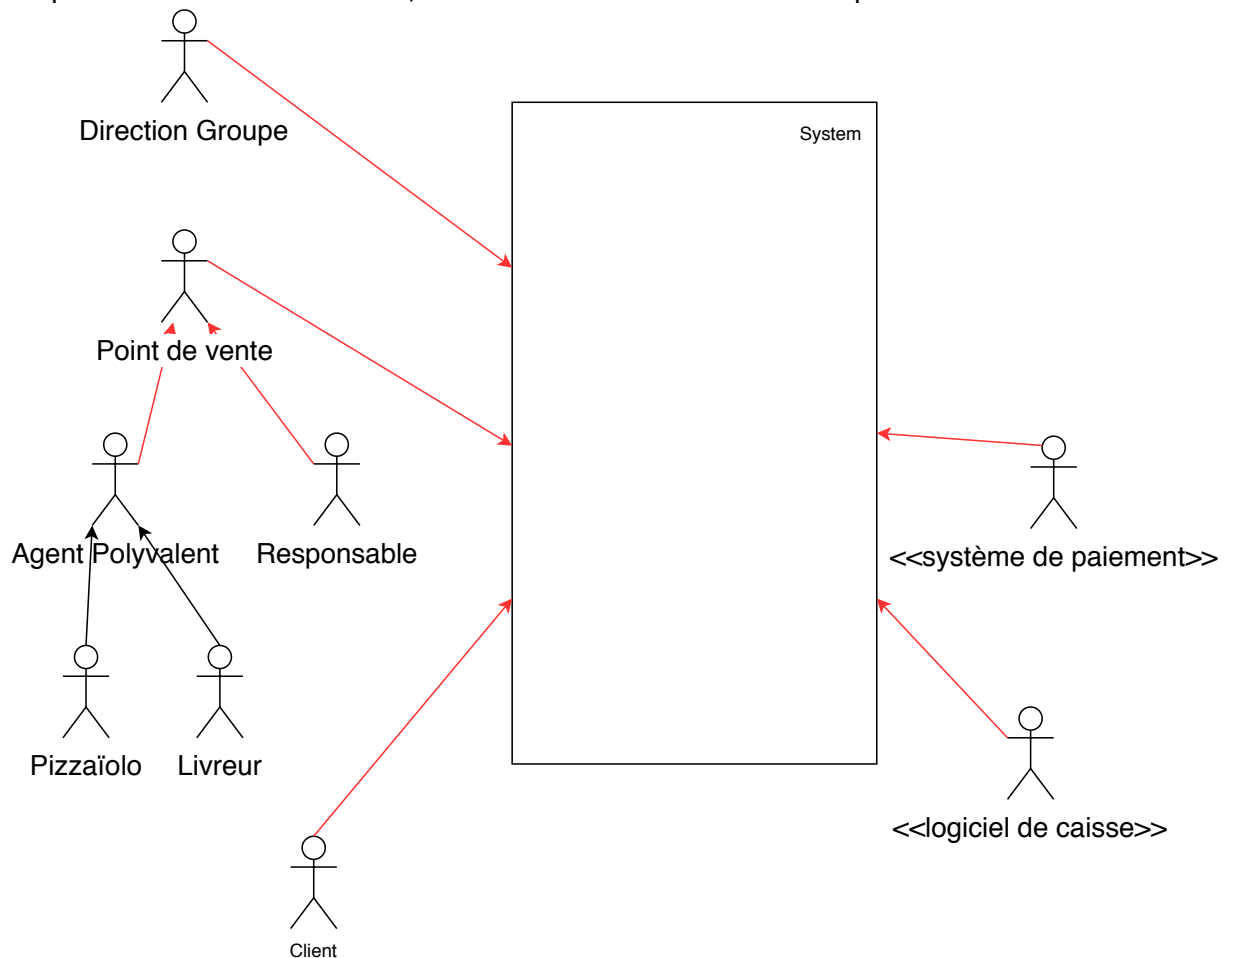 Direction Groupe
System
Point de vente
Agent Polyvalent
Responsable
<<système de paiement>>
Pizzaïolo
Livreur
<<logiciel de caisse>>
Client